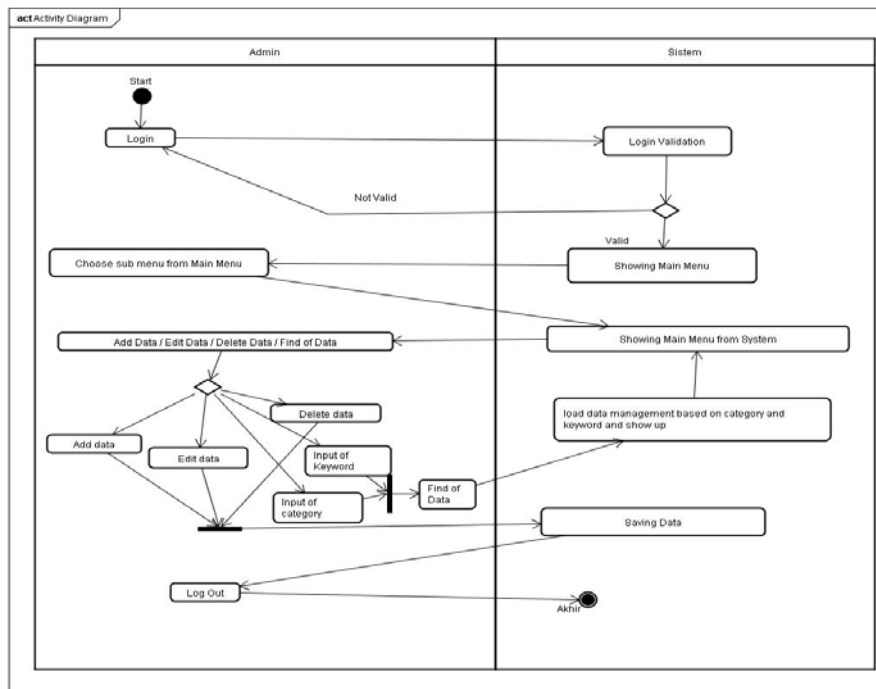 act Activity Diagram
Admin
Sistem
Start
Login
Login Validation
Not Valid
Valid
Choose sub menu from Main Menu
Showing Main Menu
Add Data / Edit Data / Delete Data / Find of Data
Showing Main Menu from System
Delete data
load data management based on category and
keyword and show up
Add data
Edit data
Input of
Keyword
Input of
category
Find of
Data
Saving Data
Log Out
Akhir